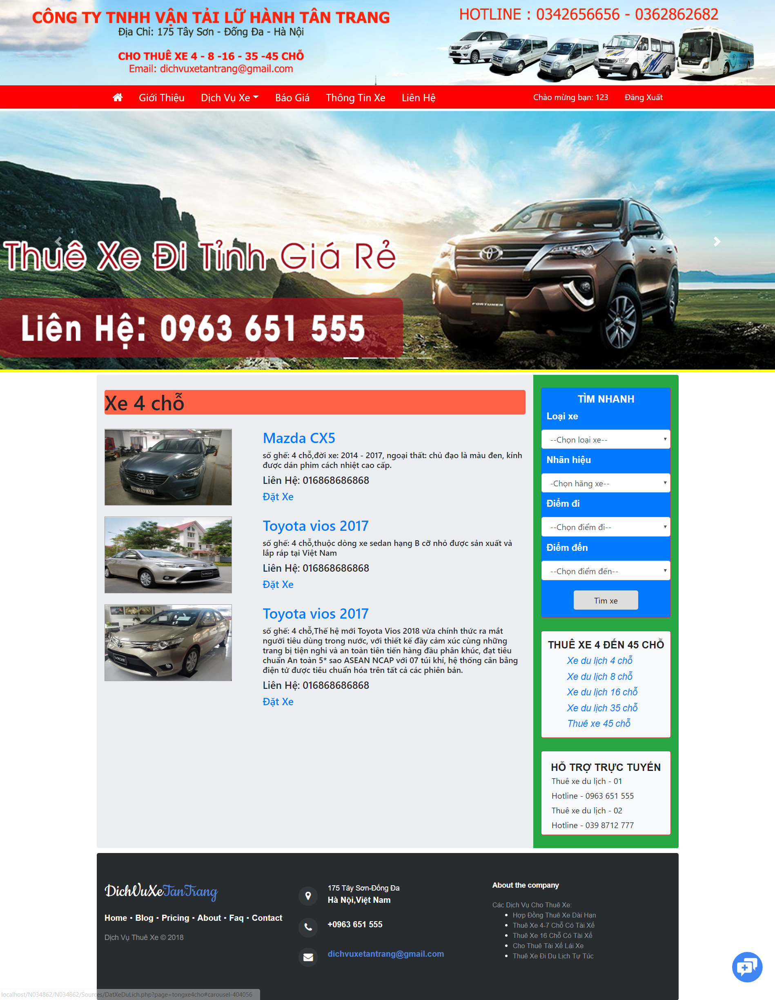 CÔNG TY TNHH VẬN TẢI LỮ HÀNH TÂN TRANG
Địa Chỉ: 175 Tây Sơn - Đống Đa - Hà Nội
CHO THUÊ XE 4 - 8 -16 - 35 -45 CHỖ
Email: dichvuxetantrang@gmail.com
HOTLINE : 0342656656 - 0362862682
Giới Thiệu Dịch Vụ Xe Báo Giá Thông Tin Xe Liên Hệ Chào mừng bạn: 123 Đăng Xuất
Thuê Xe Đi Tỉnh Giá Rẻ
Liên Hệ: 0963 651 555
FORTUNER
Xe 4 chỗ
Mazda CX5
số ghế: 4 chỗ,đời xe: 2014 - 2017, ngoại thất: chủ đạo là màu đen, kính
được dán phim cách nhiệt cao cấp.
Liên Hệ: 016868686868
Đặt Xe
Toyota vios 2017
số ghế: 4 chỗ,thuộc dòng xe sedan hạng B cỡ nhỏ được sản xuất và
lắp ráp tại Việt Nam
Liên Hệ: 016868686868
Đặt Xe
VIOS
Toyota vios 2017
số ghế: 4 chỗ,Thế hệ mới Toyota Vios 2018 vừa chính thức ra mắt
người tiêu dùng trong nước, với thiết kế đầy cảm xúc cùng những
trang bị tiện nghi và an toàn tiên tiến hàng đầu phân khúc, đạt tiêu
chuẩn An toàn 5* sao ASEAN NCAP với 07 túi khí, hệ thống cân bằng
điện tử được tiêu chuẩn hóa trên tất cả các phiên bản.
Liên Hệ: 016868686868
Đặt Xe
VIOS
TÌM NHANH
Loại xe
--Chọn loại xe--
Nhãn hiệu
-Chọn hãng xe--
Điểm đi
--Chọn điểm đi--
Điểm đến
--Chọn điểm đến--
Tìm xe
THUÊ XE 4 ĐẾN 45 CHỖ
Xe du lịch 4 chỗ
Xe du lịch 8 chỗ
Xe du lịch 16 chỗ
Xe du lịch 35 chỗ
Thuê xe 45 chỗ
HỖ TRỢ TRỰC TUYẾN
Thuê xe du lịch - 01
Hotline - 0963 651 555
Thuê xe du lịch - 02
Hotline - 039 8712 777
DichVuXeTanTrang
Home · Blog · Pricing · About · Faq · Contact
Dịch Vụ Thuê Xe © 2018
175 Tây Sơn-Đống Đa
Hà Nội,Việt Nam
+0963 651 555
dichvuxetantrang@gmail.com
About the company
Các Dịch Vụ Cho Thuê Xe:
Hợp Đồng Thuê Xe Dài Hạn
Thuê Xe 4-7 Chỗ Có Tài Xế
Thuê Xe 16 Chỗ Có Tài Xế
Cho Thuê Tài Xế Lái Xe
Thuê Xe Đi Du Lịch Tự Túc
localhost/N034862/N034862/Sources/DatXeDuLich.php?page=tongxe4cho#carousel-404056